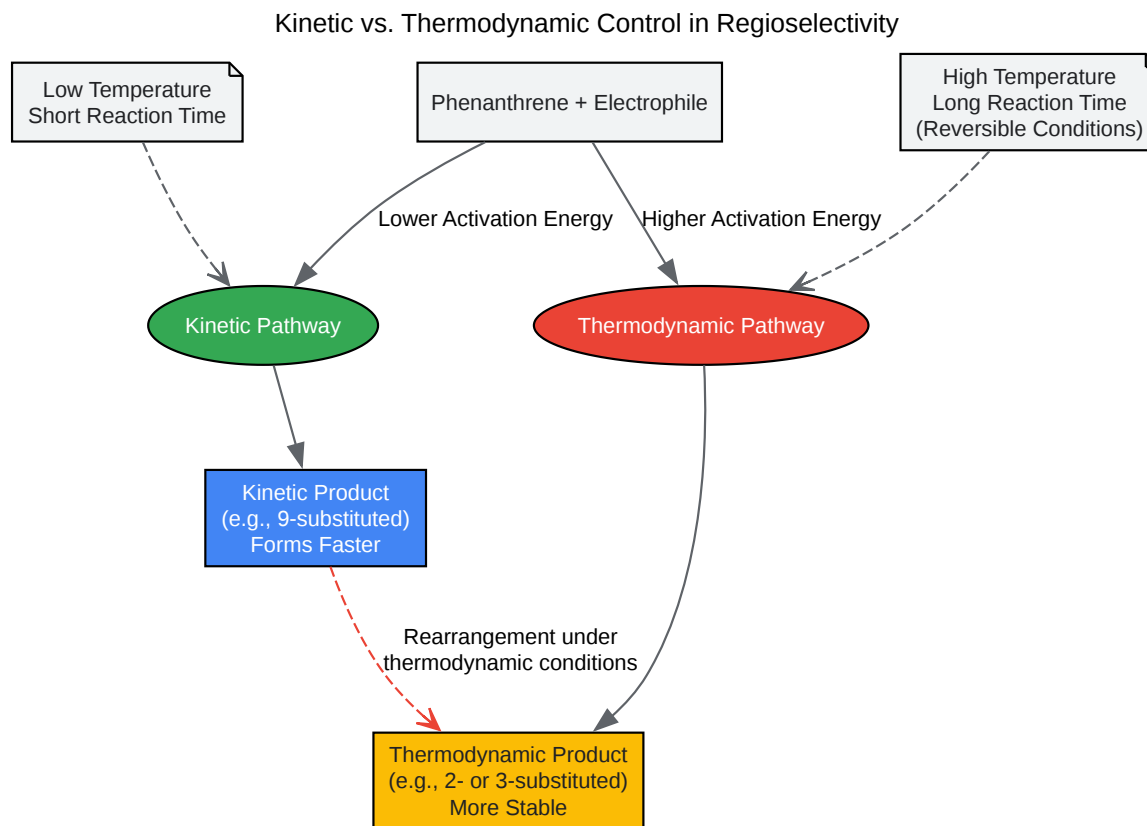 Kinetic vs. Thermodynamic Control in Regioselectivity
Low Temperature
Short Reaction Time
Phenanthrene + Electrophile
High Temperature
Long Reaction Time
(Reversible Conditions)
Lower Activation Energy
Higher Activation Energy
Kinetic Pathway
Thermodynamic Pathway
Kinetic Product
(e.g., 9-substituted)
Forms Faster
Rearrangement under
thermodynamic conditions
Thermodynamic Product
(e.g., 2- or 3-substituted)
More Stable